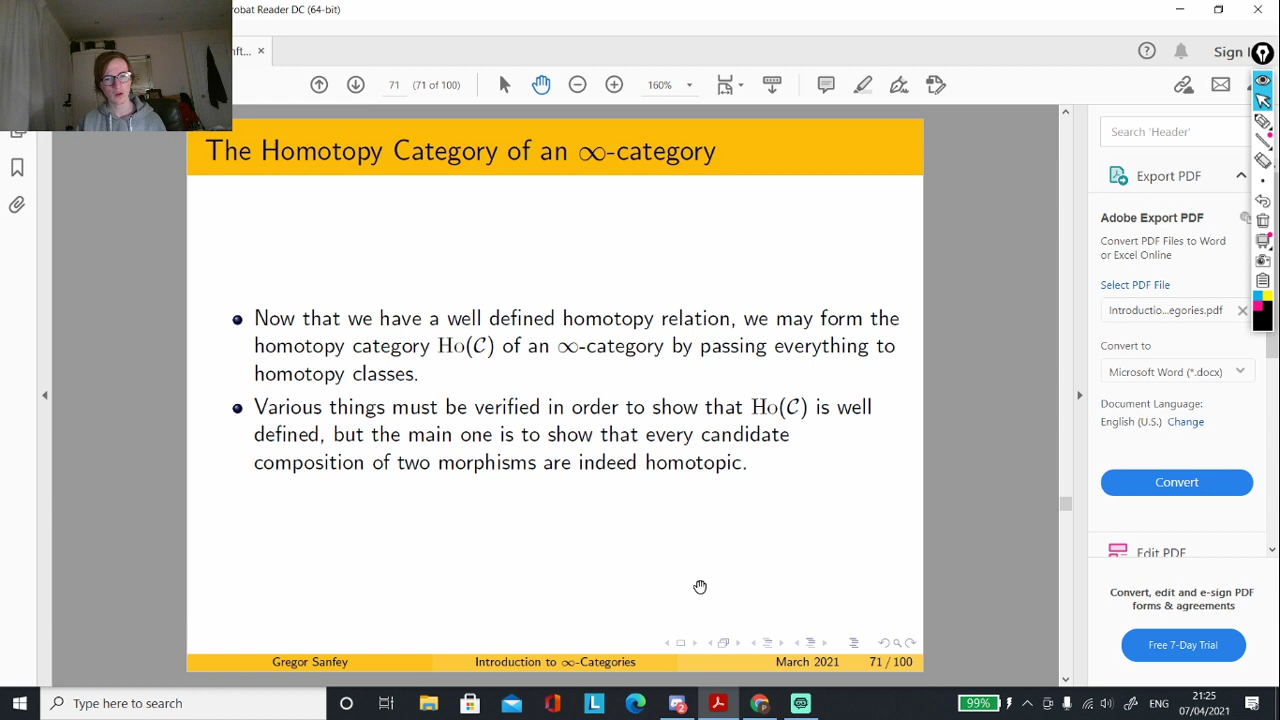 obat Reader DC (64-bit)
nft...
71 (71 of 100)
160%
Sign I
The Homotopy Category of an ∞-category
Now that we have a well defined homotopy relation, we may form the
homotopy category Ho(𝒞) of an ∞-category by passing everything to
homotopy classes.
Various things must be verified in order to show that Ho(𝒞) is well
defined, but the main one is to show that every candidate
composition of two morphisms are indeed homotopic.
Gregor Sanfey Introduction to ∞-Categories March 2021 71 / 100
Search 'Header'
Export PDF
Adobe Export PDF
Convert PDF Files to Word
or Excel Online
Select PDF File
Introductio...egories.pdf
Convert to
Microsoft Word (*.docx)
Document Language:
English (U.S.) Change
Convert
Edit PDF
Convert, edit and e-sign PDF
forms & agreements
Free 7-Day Trial
Type here to search
99%
ENG
21:25
07/04/2021